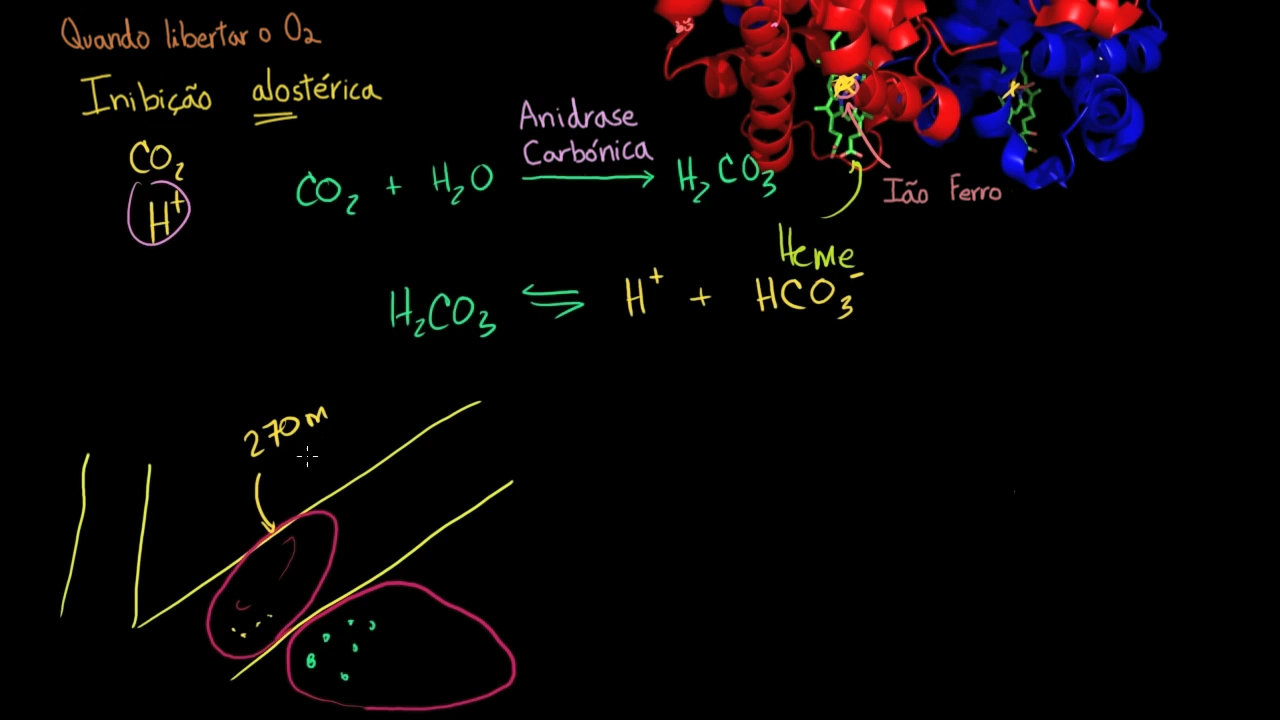 Quando libertar o O₂
Inibição alostérica
CO₂
H⁺
Anidrase
Carbónica
CO₂ + H₂O → H₂CO₃
Ião Ferro
Heme
H₂CO₃ ⇌ H⁺ + HCO₃⁻
270m